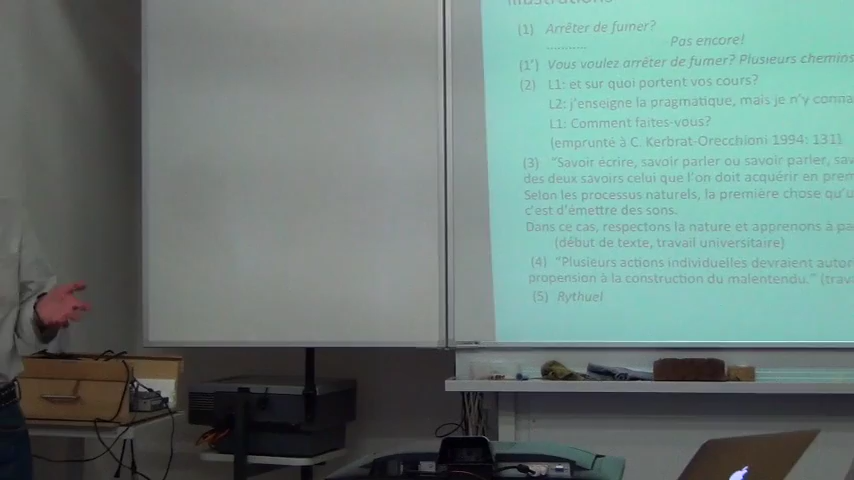 Illustrations
(1) Arrêter de fumer?
............ Pas encore!
(1') Vous voulez arrêter de fumer? Plusieurs chemins
(2) L1: et sur quoi portent vos cours?
L2: j'enseigne la pragmatique, mais je n'y conna
L1: Comment faites-vous?
(emprunté à C. Kerbrat-Orecchioni 1994: 131)
(3) "Savoir écrire, savoir parler ou savoir parler, sav
des deux savoirs celui que l'on doit acquérir en prem
Selon les processus naturels, la première chose qu'u
c'est d'émettre des sons.
Dans ce cas, respectons la nature et apprenons à pa
(début de texte, travail universitaire)
(4) "Plusieurs actions individuelles devraient autor
propension à la construction du malentendu." (trava
(5) Rythuel